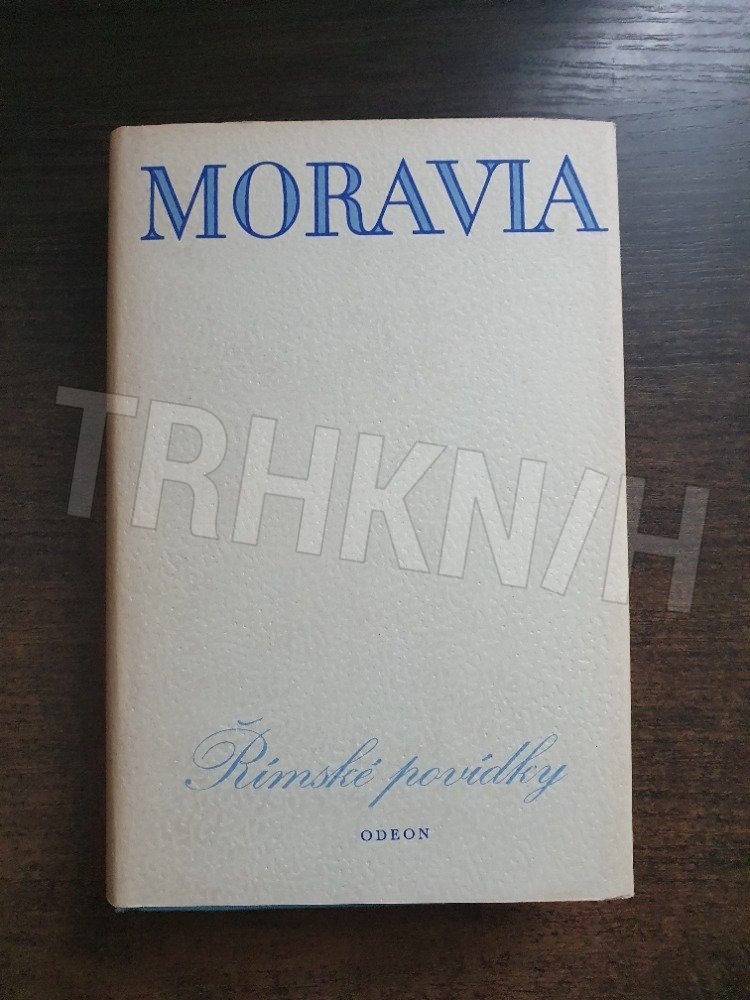 MORAVIA
TRHKNIH
Římské povídky
ODEON